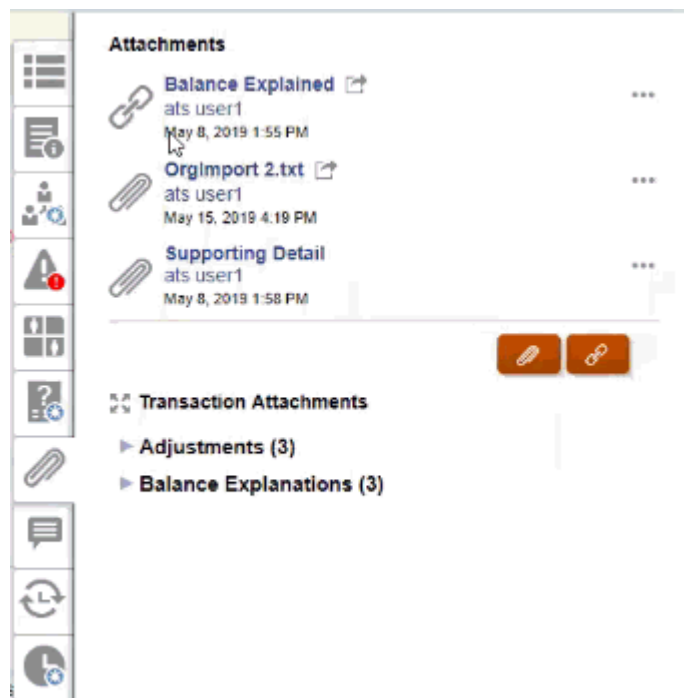 Attachments
Balance Explained
ats user1
May 8, 2019 1:55 PM
OrgImport 2.txt
ats user1
May 15, 2019 4:19 PM
Supporting Detail
ats user1
May 8, 2019 1:58 PM
Transaction Attachments
Adjustments (3)
Balance Explanations (3)